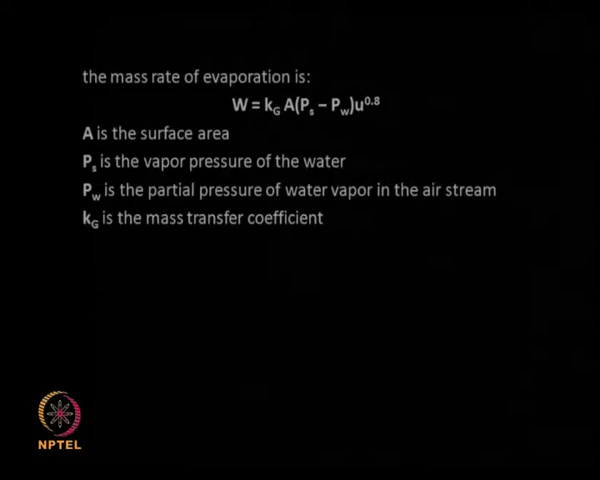 the mass rate of evaporation is:
W = k_G A(P_s – P_w)u^0.8
A is the surface area
P_s is the vapor pressure of the water
P_w is the partial pressure of water vapor in the air stream
k_G is the mass transfer coefficient
NPTEL